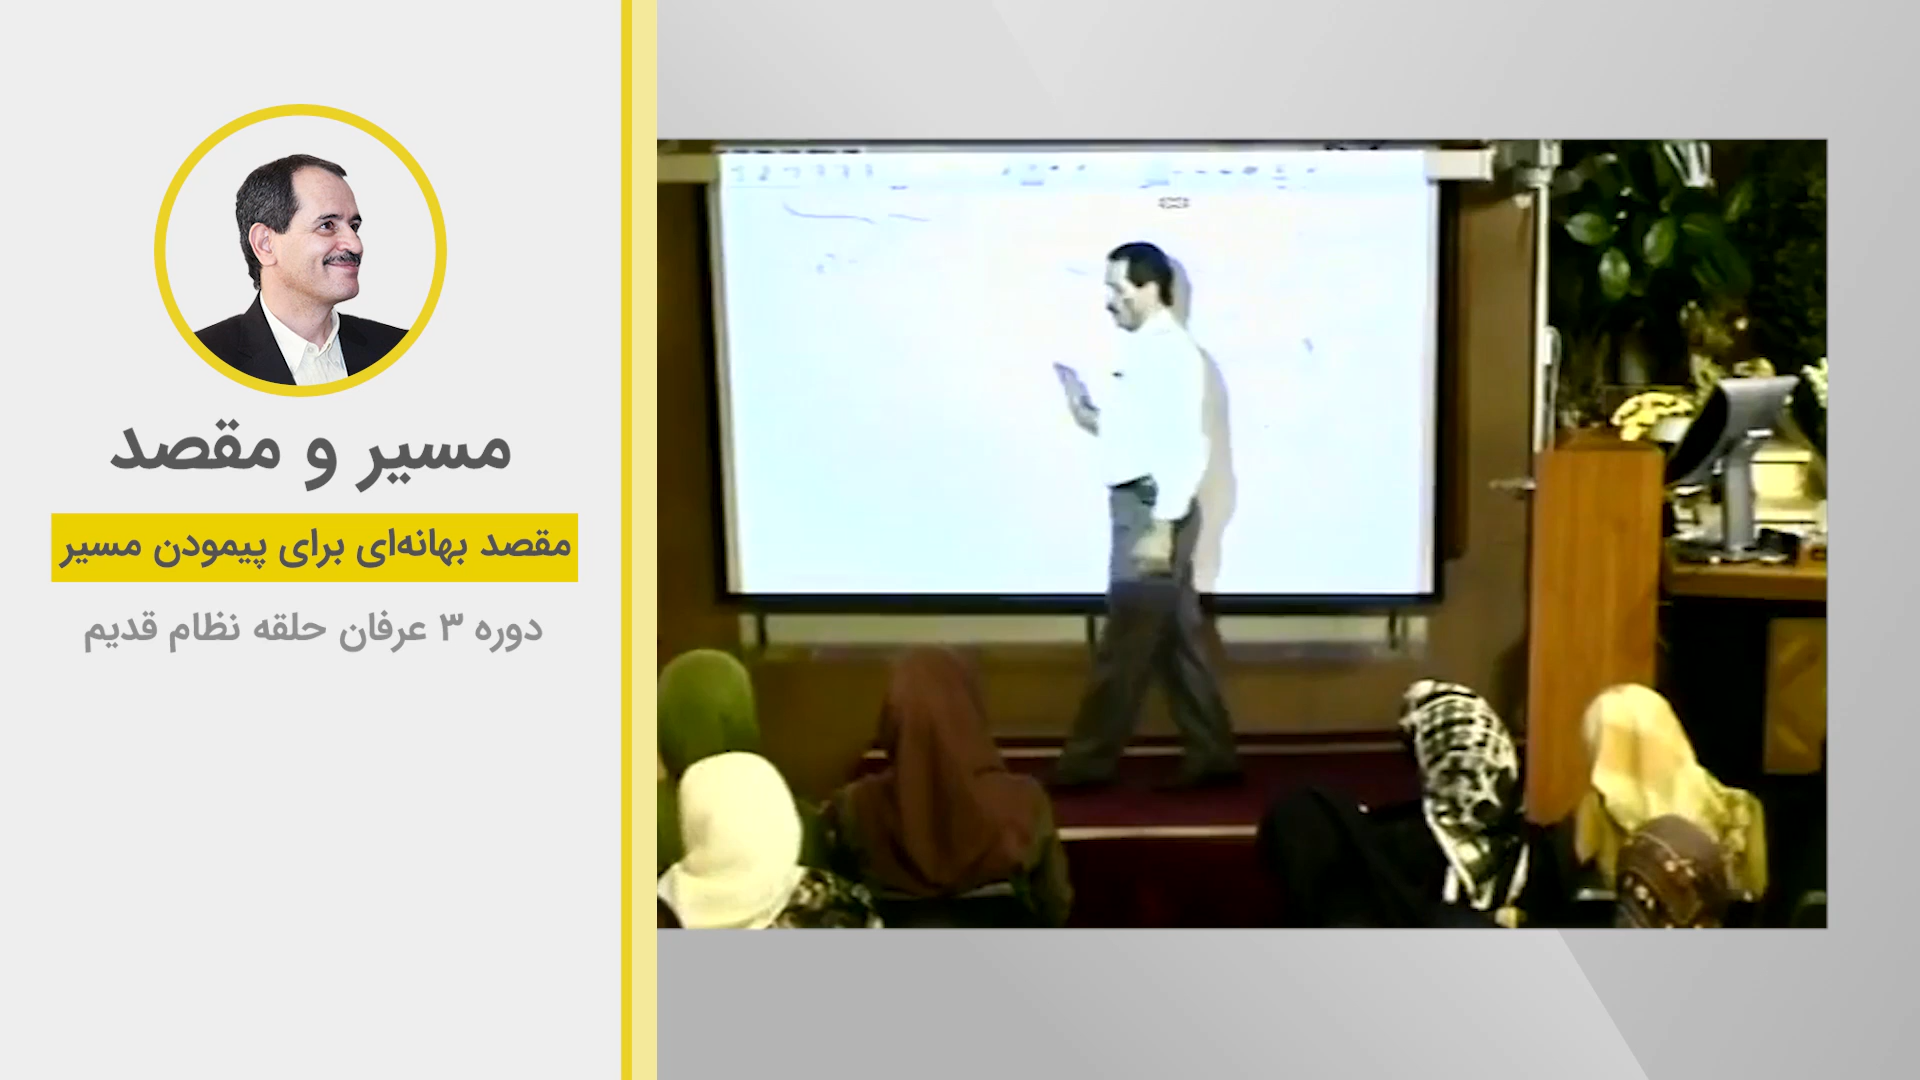 مسیر و مقصد
مقصد بهانه‌ای برای پیمودن مسیر
دوره ۳ عرفان حلقه نظام قدیم